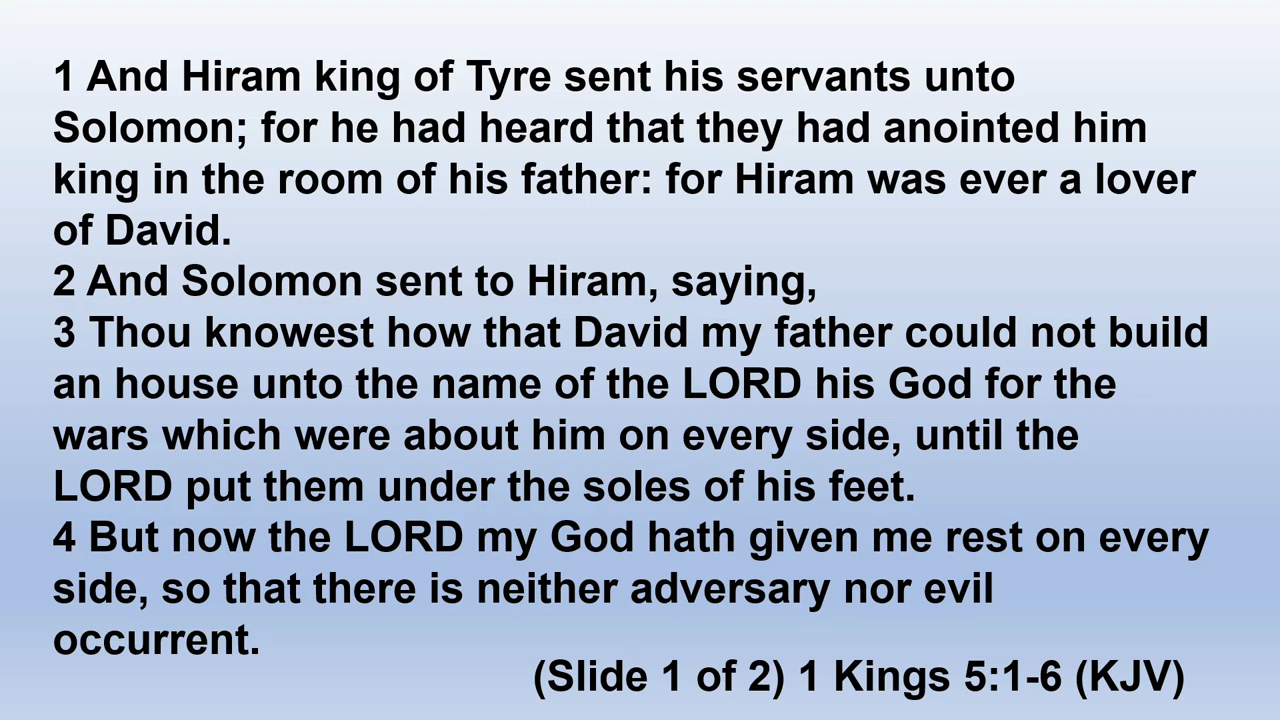 1 And Hiram king of Tyre sent his servants unto
Solomon; for he had heard that they had anointed him
king in the room of his father: for Hiram was ever a lover
of David.
2 And Solomon sent to Hiram, saying,
3 Thou knowest how that David my father could not build
an house unto the name of the LORD his God for the
wars which were about him on every side, until the
LORD put them under the soles of his feet.
4 But now the LORD my God hath given me rest on every
side, so that there is neither adversary nor evil
occurrent.
(Slide 1 of 2) 1 Kings 5:1-6 (KJV)